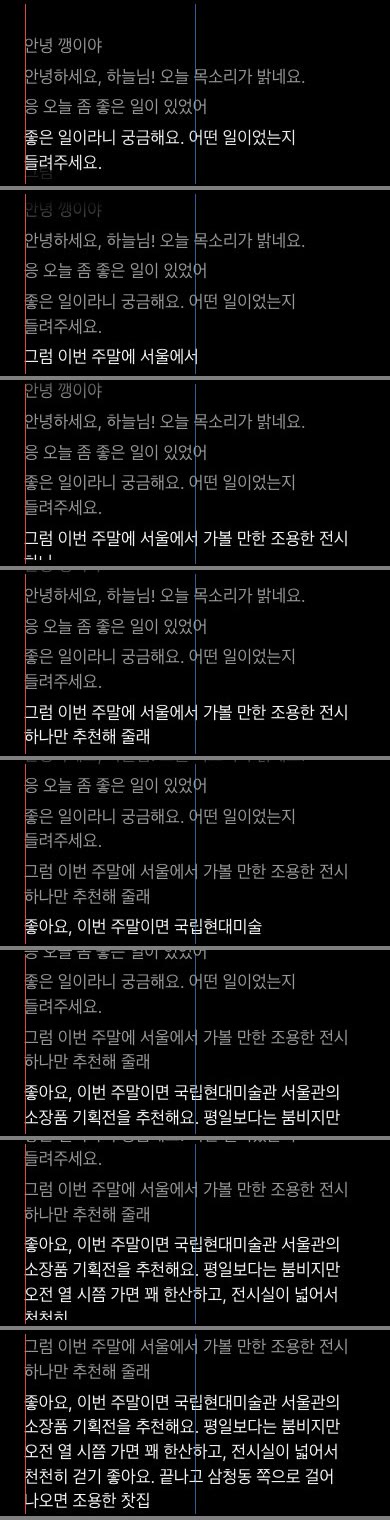 안녕 깽이야
안녕하세요, 하늘님! 오늘 목소리가 밝네요.
응 오늘 좀 좋은 일이 있었어
좋은 일이라니 궁금해요. 어떤 일이었는지
들려주세요.
그럼
안녕 깽이야
안녕하세요, 하늘님! 오늘 목소리가 밝네요.
응 오늘 좀 좋은 일이 있었어
좋은 일이라니 궁금해요. 어떤 일이었는지
들려주세요.
그럼 이번 주말에 서울에서
안녕 깽이야
안녕하세요, 하늘님! 오늘 목소리가 밝네요.
응 오늘 좀 좋은 일이 있었어
좋은 일이라니 궁금해요. 어떤 일이었는지
들려주세요.
그럼 이번 주말에 서울에서 가볼 만한 조용한 전시
하나
안녕하세요, 하늘님! 오늘 목소리가 밝네요.
응 오늘 좀 좋은 일이 있었어
좋은 일이라니 궁금해요. 어떤 일이었는지
들려주세요.
그럼 이번 주말에 서울에서 가볼 만한 조용한 전시
하나만 추천해 줄래
응 오늘 좀 좋은 일이 있었어
좋은 일이라니 궁금해요. 어떤 일이었는지
들려주세요.
그럼 이번 주말에 서울에서 가볼 만한 조용한 전시
하나만 추천해 줄래
좋아요, 이번 주말이면 국립현대미술
응 오늘 좀 좋은 일이 있었어
좋은 일이라니 궁금해요. 어떤 일이었는지
들려주세요.
그럼 이번 주말에 서울에서 가볼 만한 조용한 전시
하나만 추천해 줄래
좋아요, 이번 주말이면 국립현대미술관 서울관의
소장품 기획전을 추천해요. 평일보다는 붐비지만
들려주세요.
그럼 이번 주말에 서울에서 가볼 만한 조용한 전시
하나만 추천해 줄래
좋아요, 이번 주말이면 국립현대미술관 서울관의
소장품 기획전을 추천해요. 평일보다는 붐비지만
오전 열 시쯤 가면 꽤 한산하고, 전시실이 넓어서
천천히
그럼 이번 주말에 서울에서 가볼 만한 조용한 전시
하나만 추천해 줄래
좋아요, 이번 주말이면 국립현대미술관 서울관의
소장품 기획전을 추천해요. 평일보다는 붐비지만
오전 열 시쯤 가면 꽤 한산하고, 전시실이 넓어서
천천히 걷기 좋아요. 끝나고 삼청동 쪽으로 걸어
나오면 조용한 찻집